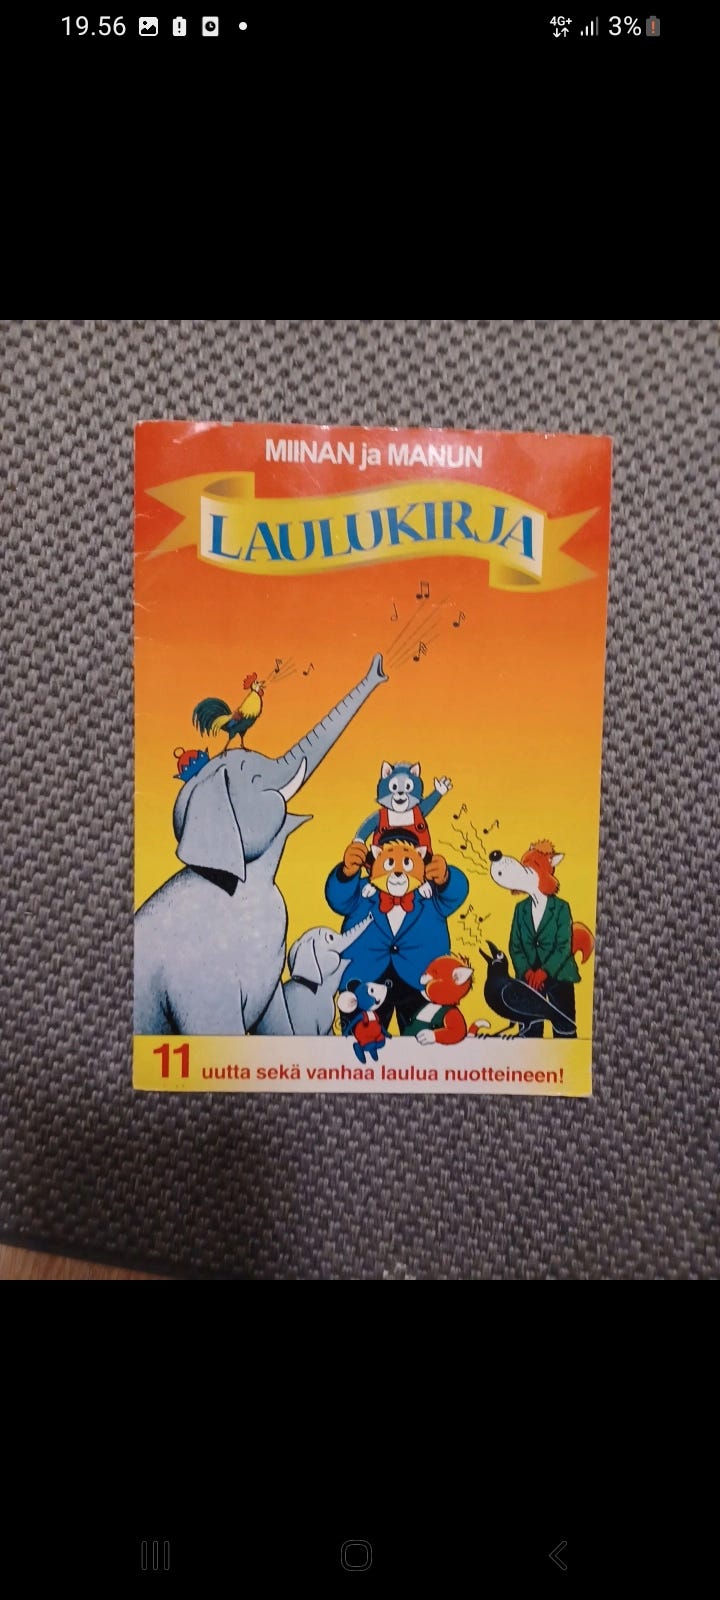 19.56
4G+
3%
MIINAN ja MANUN
LAULUKIRJA
11 uutta sekä vanhaa laulua nuotteineen!